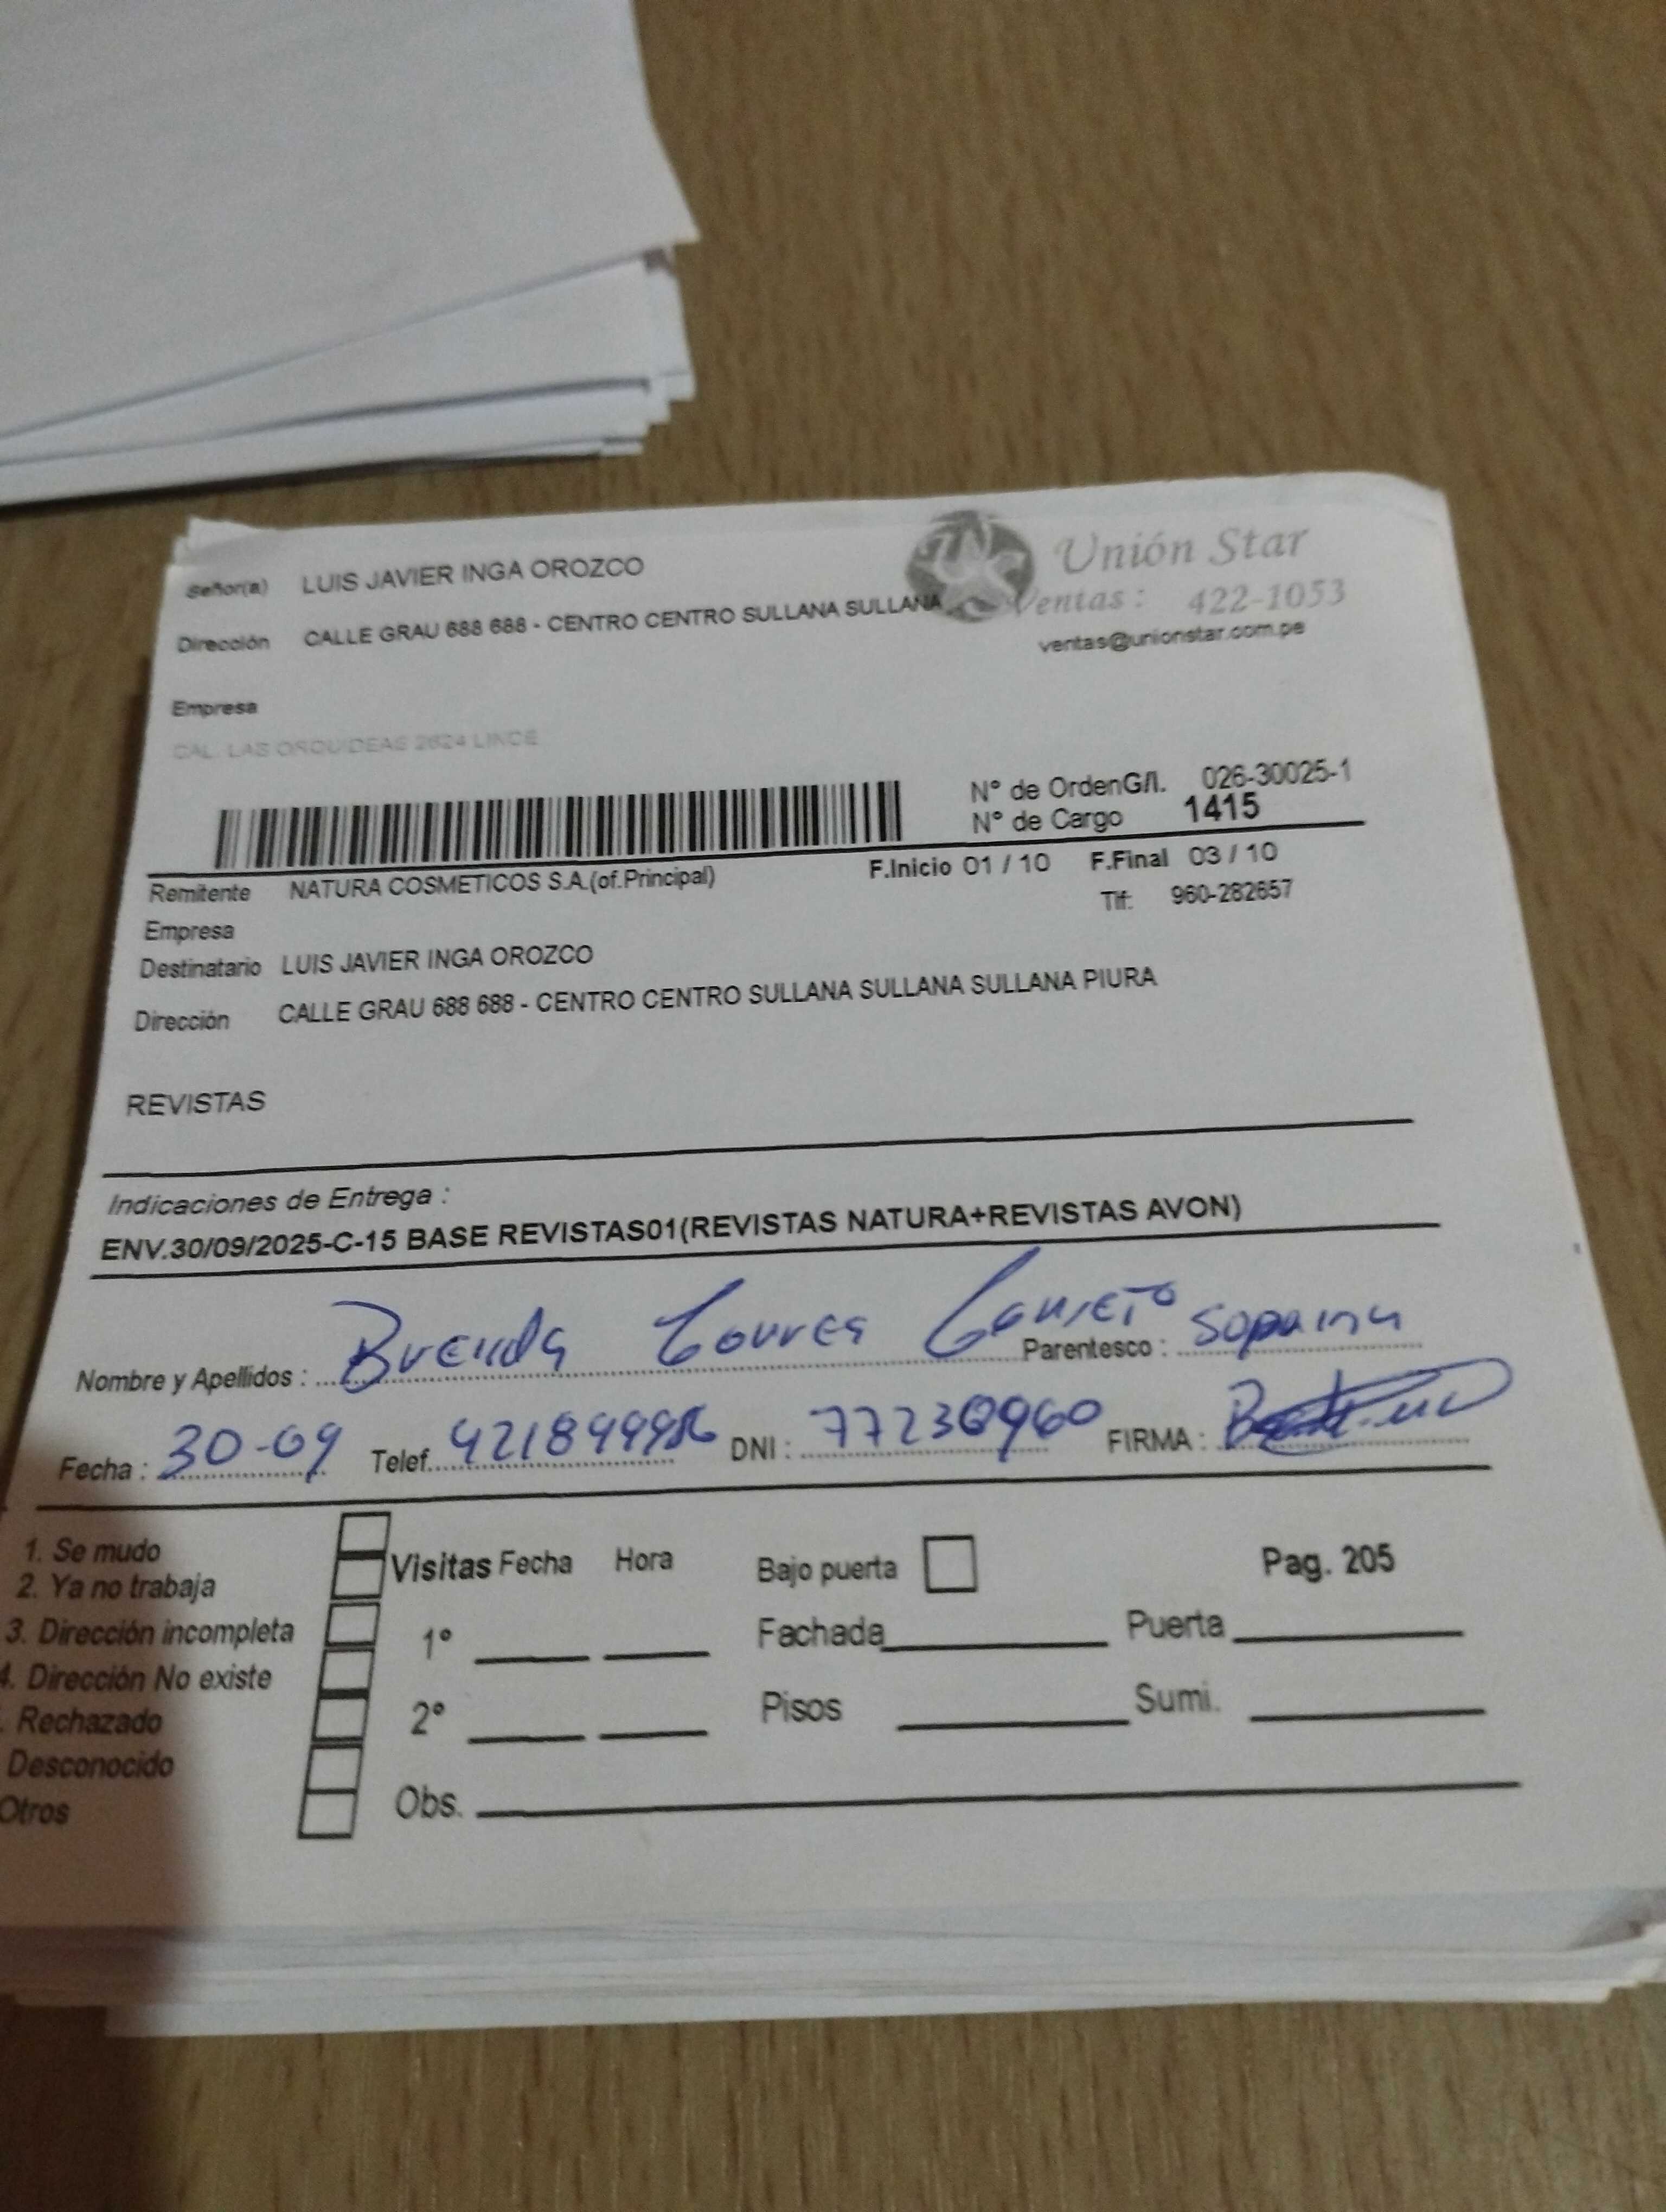 Señor(a) LUIS JAVIER INGA OROZCO
Unión Star
Dirección CALLE GRAU 688 688 - CENTRO CENTRO SULLANA SULLANA
Ventas : 422-1053
ventas@unionstar.com.pe
Empresa
CAL. LAS ORQUIDEAS 2624 LINCE
N° de OrdenG/I. 026-30025-1
N° de Cargo 1415
Remitente NATURA COSMETICOS S.A.(of.Principal) F.Inicio 01 / 10 F.Final 03 / 10
Tlf: 960-282657
Empresa
Destinatario LUIS JAVIER INGA OROZCO
Dirección CALLE GRAU 688 688 - CENTRO CENTRO SULLANA SULLANA SULLANA PIURA
REVISTAS
Indicaciones de Entrega :
ENV.30/09/2025-C-15 BASE REVISTAS01(REVISTAS NATURA+REVISTAS AVON)
Nombre y Apellidos : Brenda Parentesco :
Fecha : 30-09 Telef. DNI : FIRMA :
1. Se mudo
2. Ya no trabaja
3. Dirección incompleta
4. Dirección No existe
. Rechazado
Desconocido
Otros
Visitas Fecha Hora Bajo puerta Pag. 205
1° Fachada Puerta
2° Pisos Sumi.
Obs.